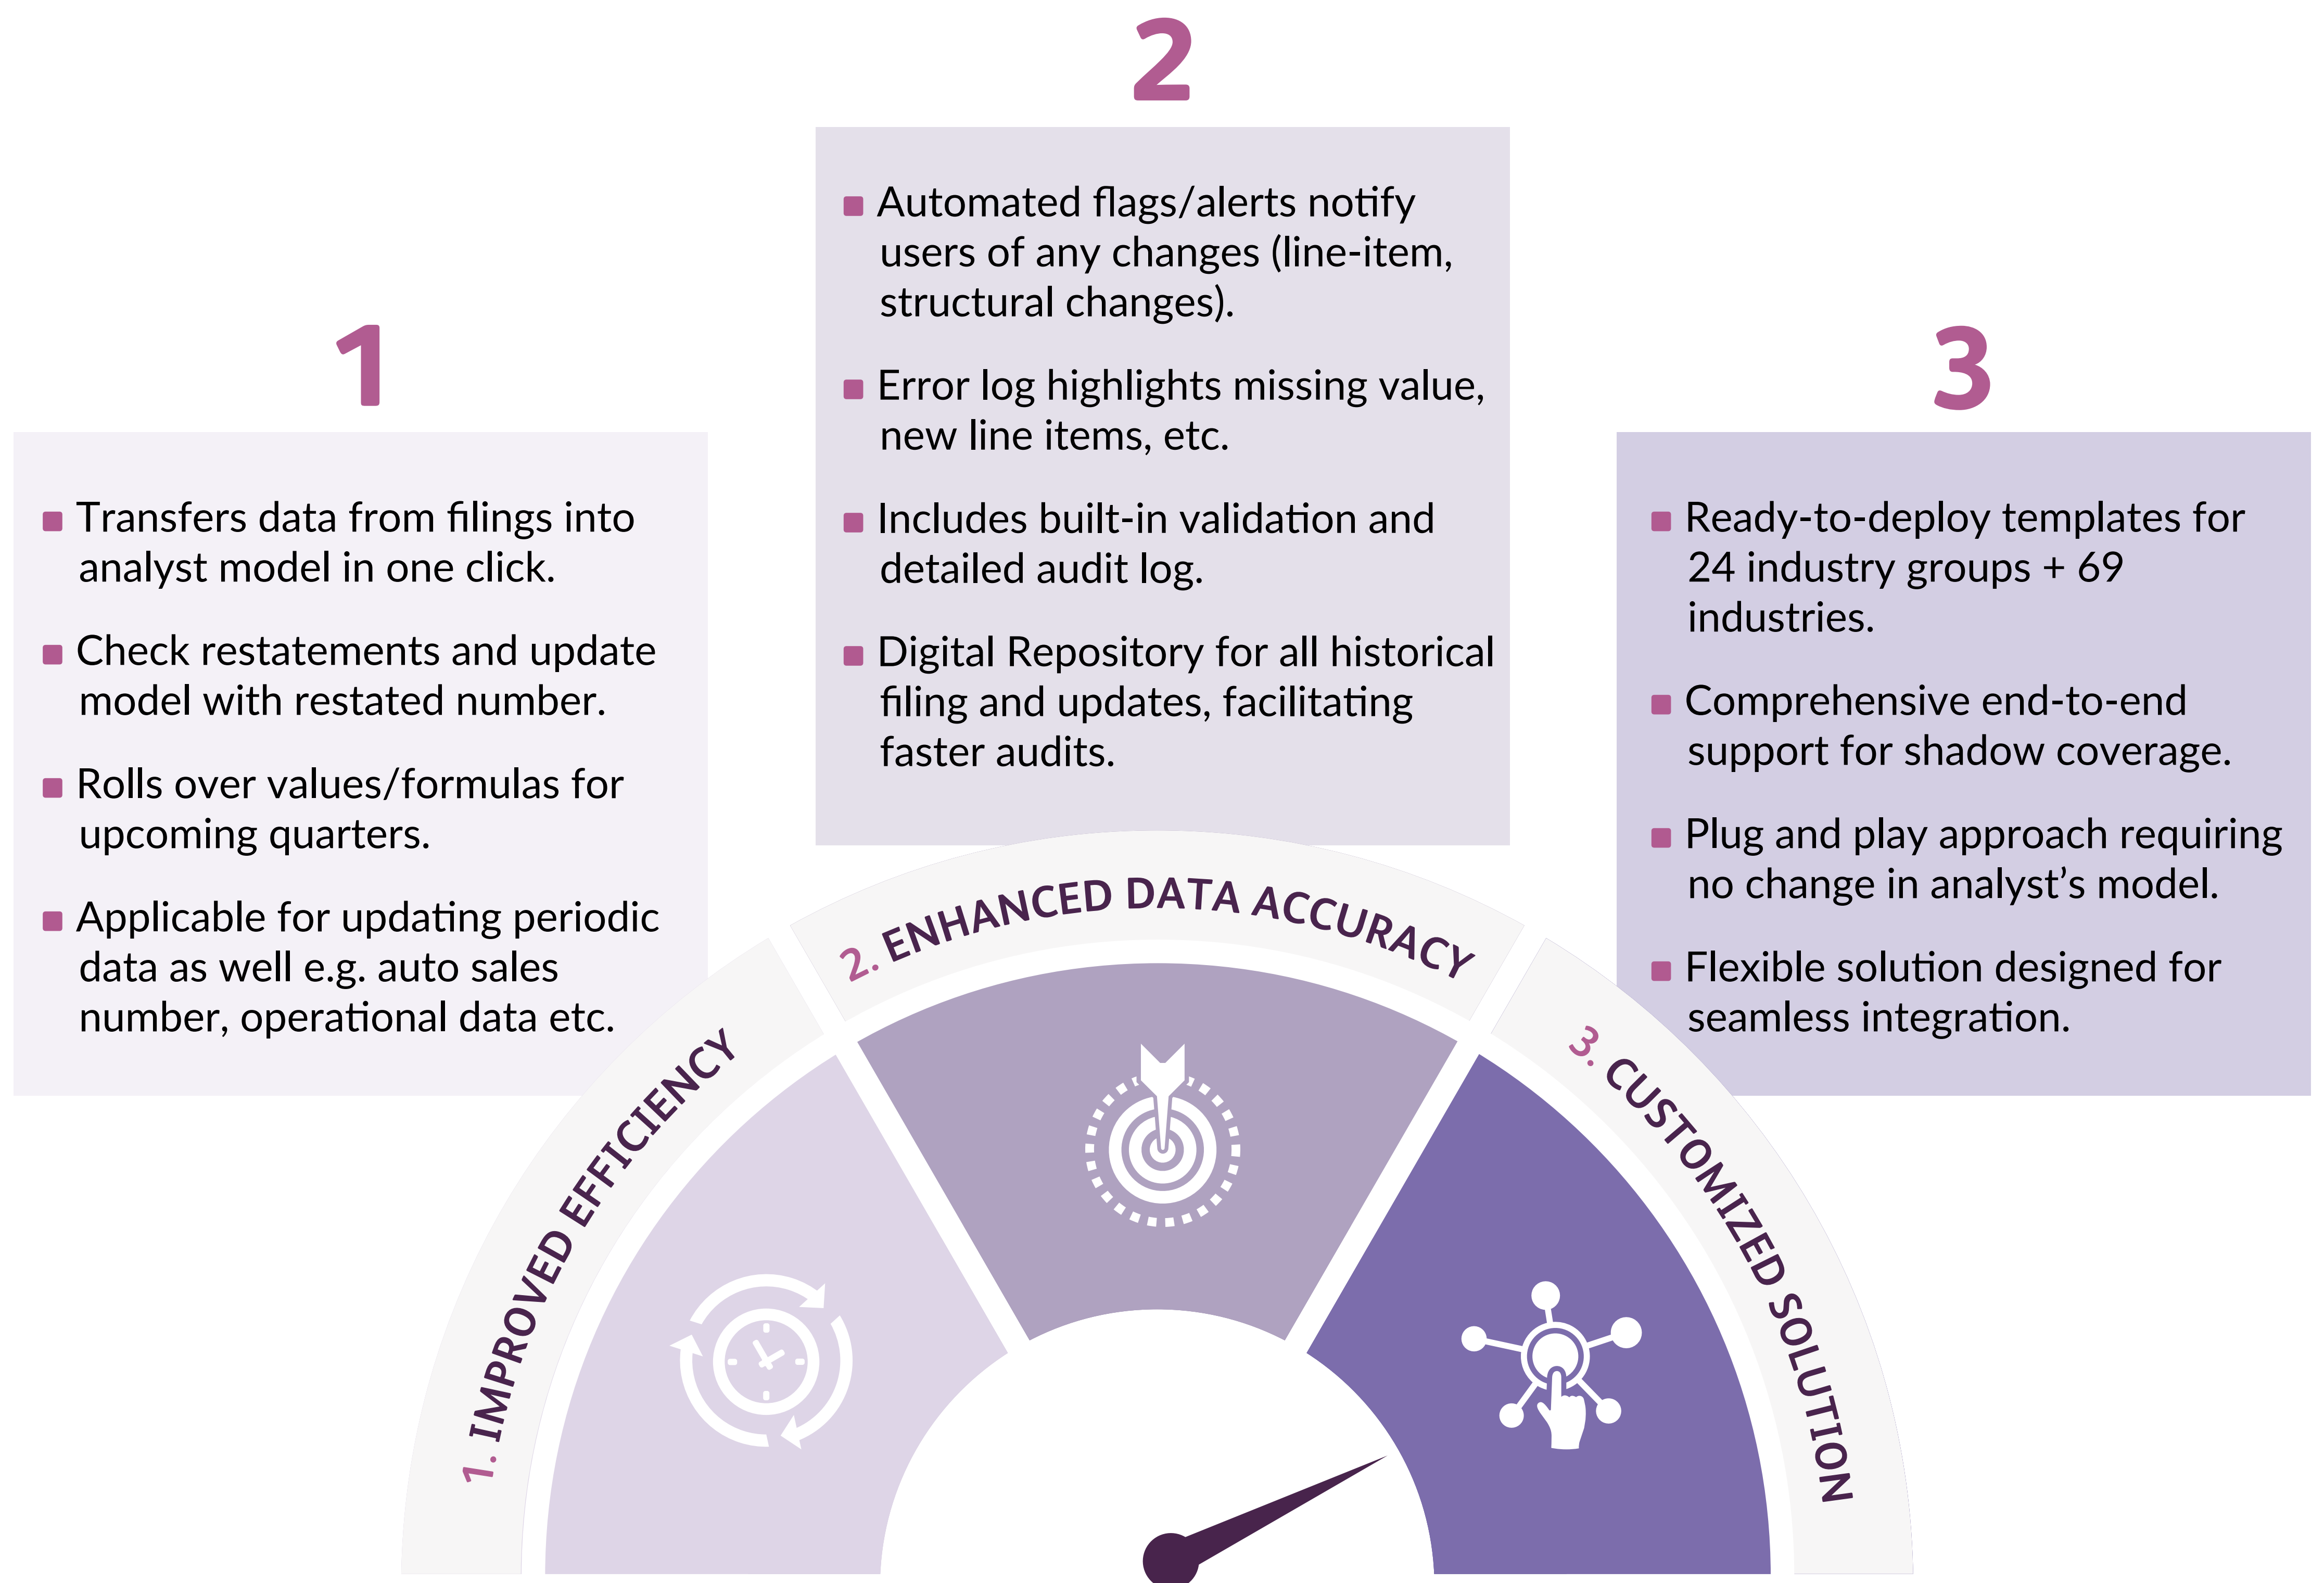 1
Transfers data from filings into
analyst model in one click.
Check restatements and update
model with restated number.
Rolls over values/formulas for
upcoming quarters.
Applicable for updating periodic
data as well e.g. auto sales
number, operational data etc.
2
Automated flags/alerts notify
users of any changes (line-item,
structural changes).
Error log highlights missing value,
new line items, etc.
Includes built-in validation and
detailed audit log.
Digital Repository for all historical
filing and updates, facilitating
faster audits.
3
Ready-to-deploy templates for
24 industry groups + 69
industries.
Comprehensive end-to-end
support for shadow coverage.
Plug and play approach requiring
no change in analyst’s model.
Flexible solution designed for
seamless integration.
1. IMPROVED EFFICIENCY
2. ENHANCED DATA ACCURACY
3. CUSTOMIZED SOLUTION